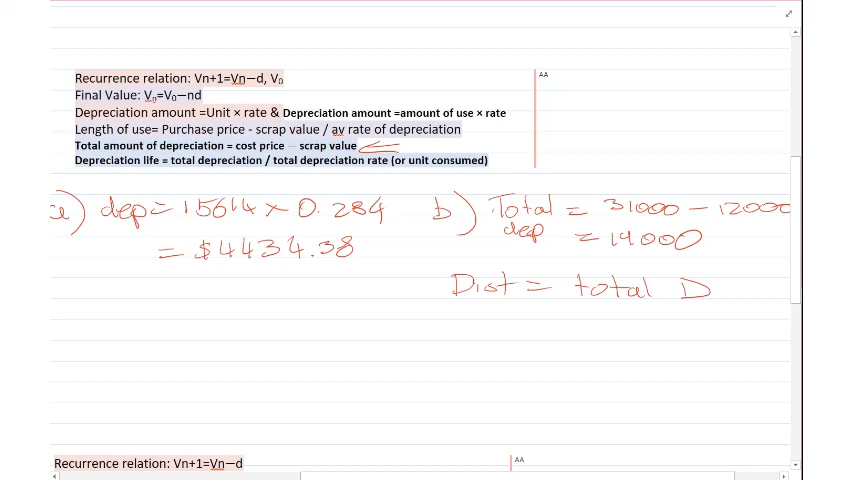 Recurrence relation: Vn+1=Vn−d, V0
Final Value: Vn=V0−nd
Depreciation amount =Unit × rate & Depreciation amount =amount of use × rate
Length of use= Purchase price - scrap value / av rate of depreciation
Total amount of depreciation = cost price – scrap value
Depreciation life = total depreciation / total depreciation rate (or unit consumed)
AA
a) dep = 15614 × 0.284
= $4434.38
b) Total dep = 31000 − 12000
= 19000
Dist = total D
Recurrence relation: Vn+1=Vn−d
AA